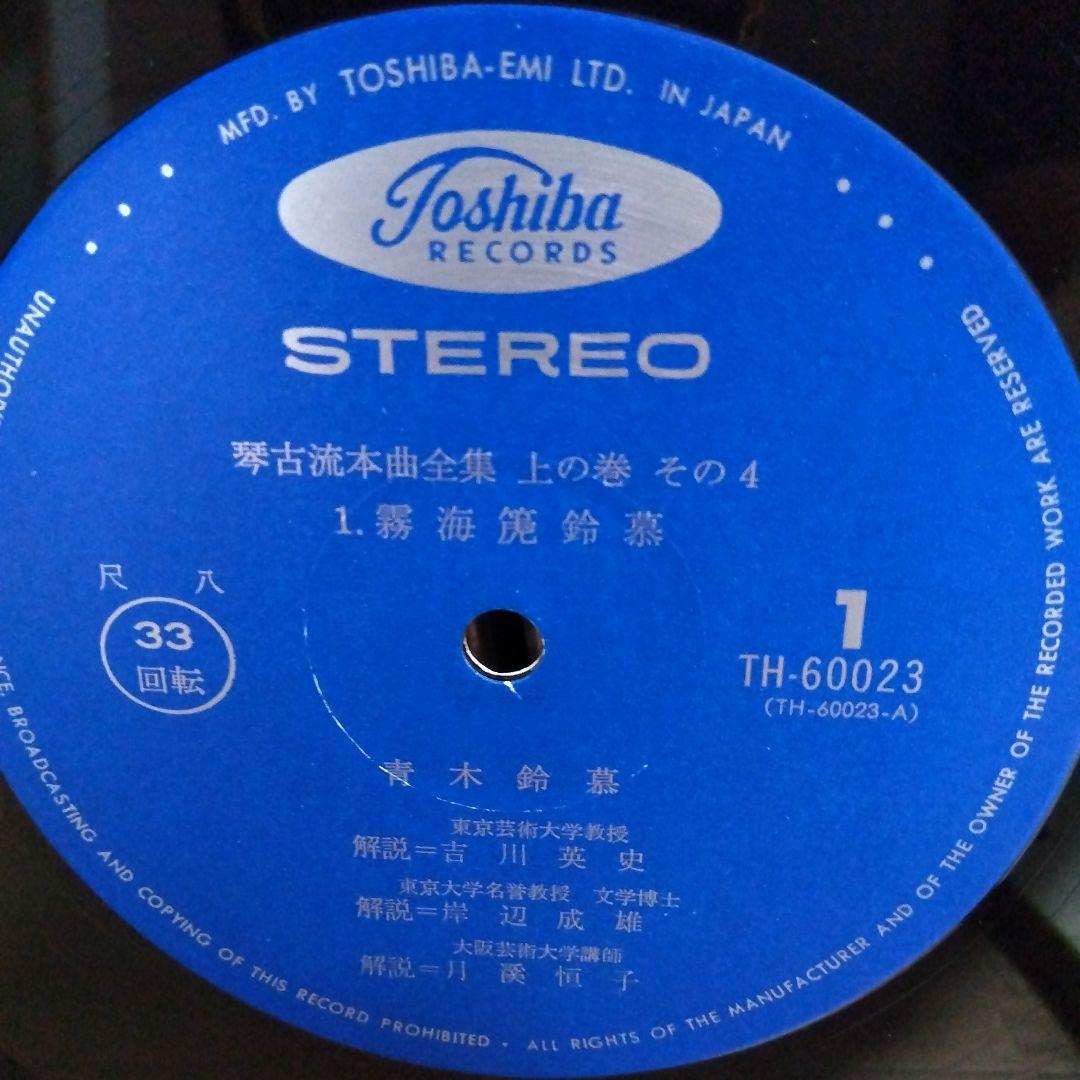 MFD. BY TOSHIBA-EMI LTD. IN JAPAN
Toshiba
RECORDS
STEREO
琴古流本曲全集 上の巻 その4
1. 霧海箎鈴慕
尺八
33
回転
1
TH-60023
(TH-60023-A)
青木鈴慕
東京芸術大学教授
解説=吉川英史
東京大学名誉教授 文学博士
解説=岸辺成雄
大阪芸術大学講師
解説=月溪恒子
BROADCASTING AND COPYING OF THIS RECORD PROHIBITED • ALL RIGHTS OF THE MANUFACTURER AND OF THE OWNER OF THE RECORDED WORK ARE RESERVED